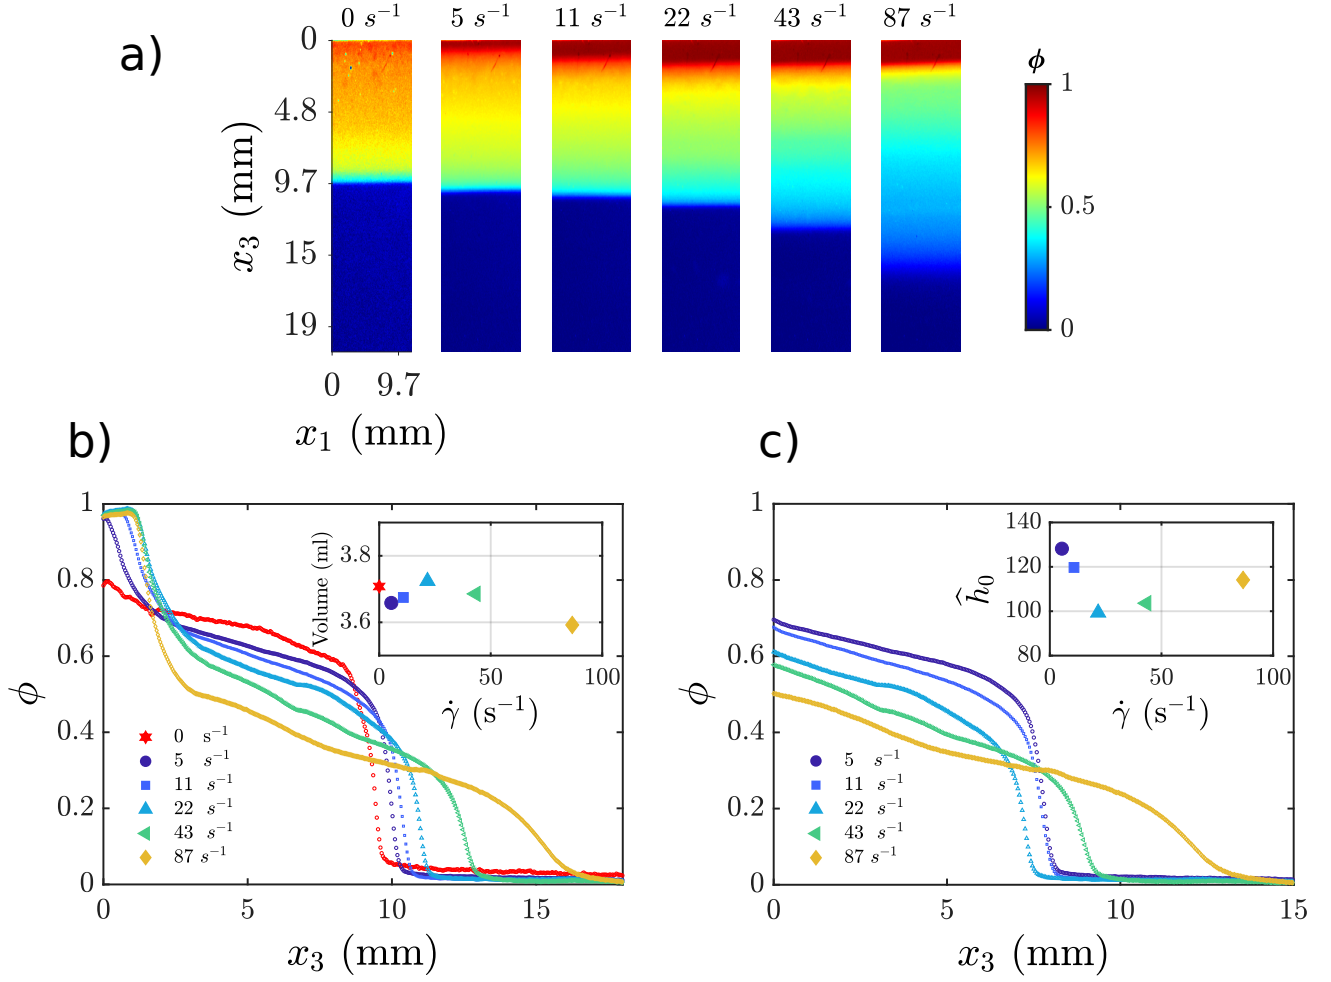 0 s⁻¹ 5 s⁻¹ 11 s⁻¹ 22 s⁻¹ 43 s⁻¹ 87 s⁻¹
a)
0
4.8
9.7
15
19
x₃ (mm)
0 9.7
x₁ (mm)
ϕ
1
0.5
0
b)
1
0.8
0.6
0.4
0.2
0
ϕ
0 5 10 15
x₃ (mm)
0 s⁻¹
5 s⁻¹
11 s⁻¹
22 s⁻¹
43 s⁻¹
87 s⁻¹
Volume (ml)
3.8
3.6
0 50 100
γ̇ (s⁻¹)
c)
1
0.8
0.6
0.4
0.2
0
ϕ
0 5 10 15
x₃ (mm)
5 s⁻¹
11 s⁻¹
22 s⁻¹
43 s⁻¹
87 s⁻¹
ĥ₀
140
120
100
80
0 50 100
γ̇ (s⁻¹)